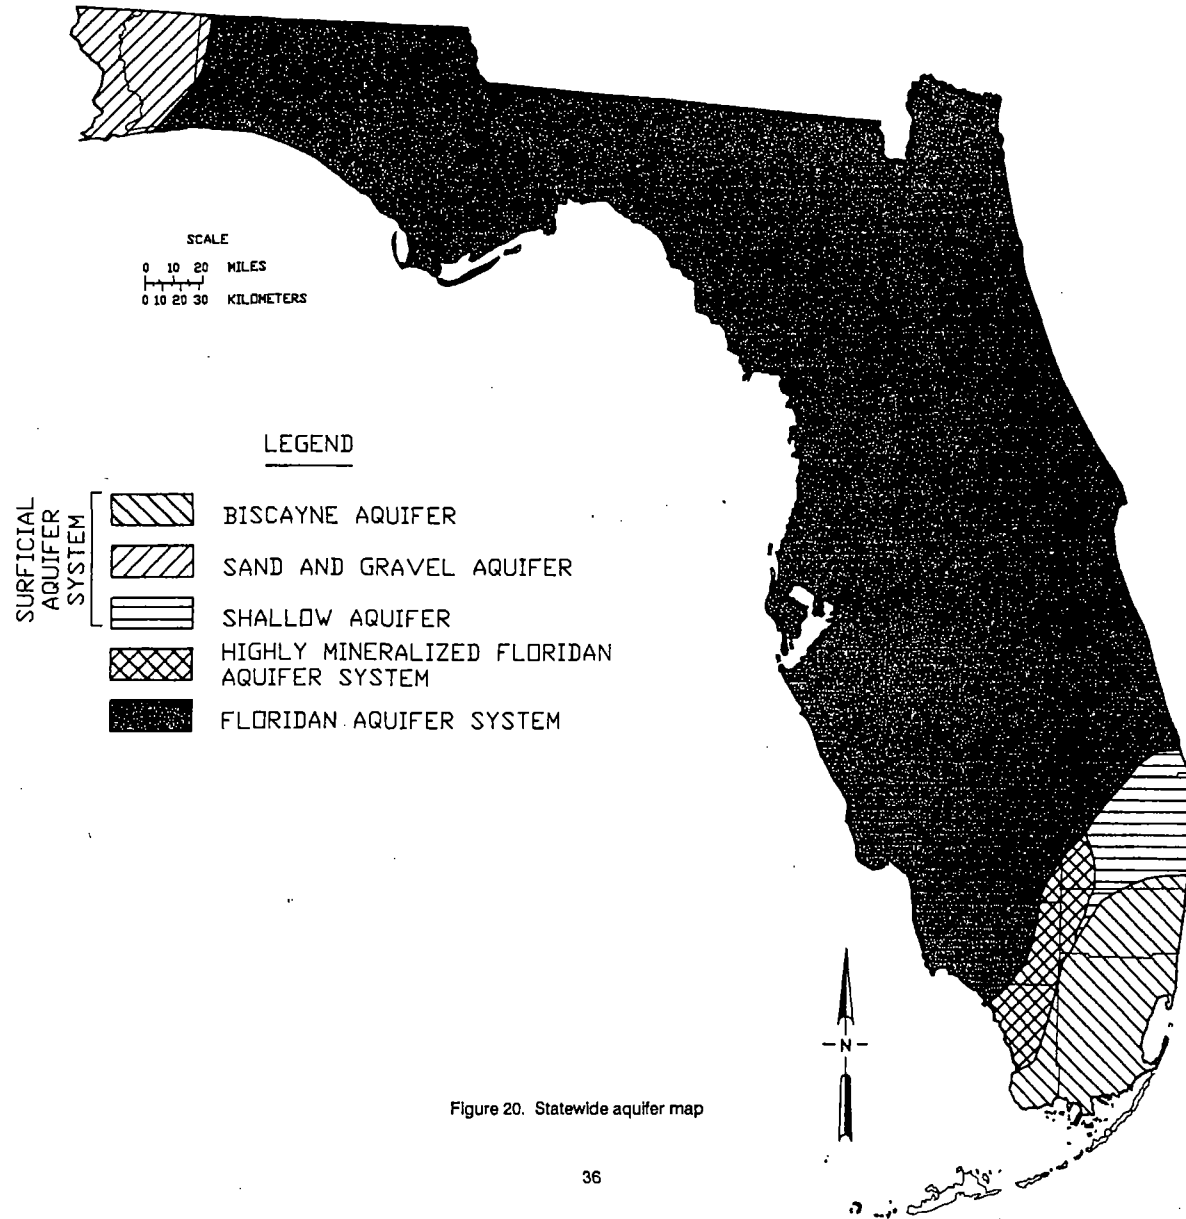 SCALE
0 10 20 MILES
0 10 20 30 KILOMETERS
LEGEND
SURFICIAL
AQUIFER
SYSTEM
BISCAYNE AQUIFER
SAND AND GRAVEL AQUIFER
SHALLOW AQUIFER
HIGHLY MINERALIZED FLORIDAN
AQUIFER SYSTEM
FLORIDAN AQUIFER SYSTEM
N
Figure 20. Statewide aquifer map
36